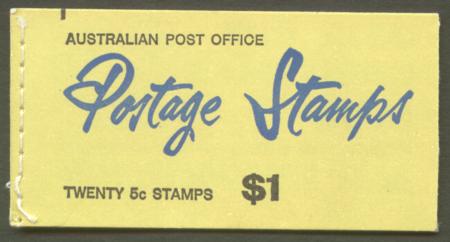 AUSTRALIAN POST OFFICE
Postage Stamps
TWENTY 5c STAMPS $1